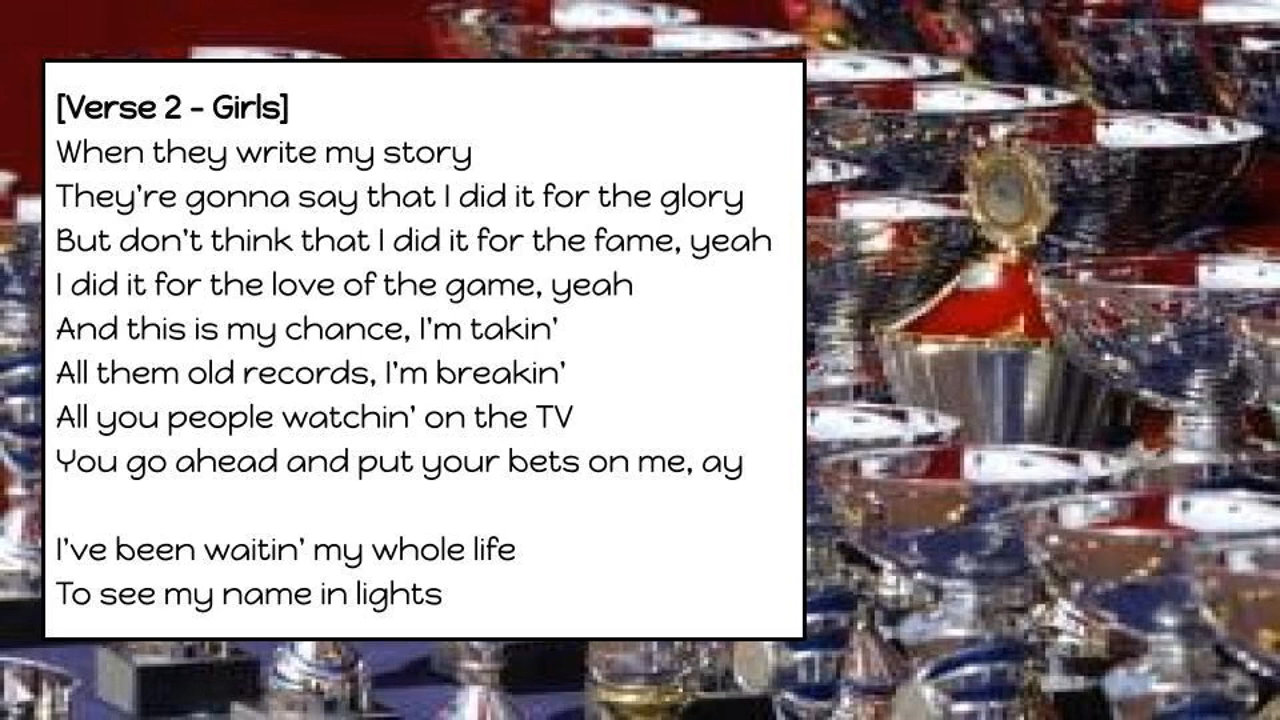 [Verse 2 - Girls]
When they write my story
They're gonna say that I did it for the glory
But don't think that I did it for the fame, yeah
I did it for the love of the game, yeah
And this is my chance, I'm takin'
All them old records, I'm breakin'
All you people watchin' on the TV
You go ahead and put your bets on me, ay
I've been waitin' my whole life
To see my name in lights